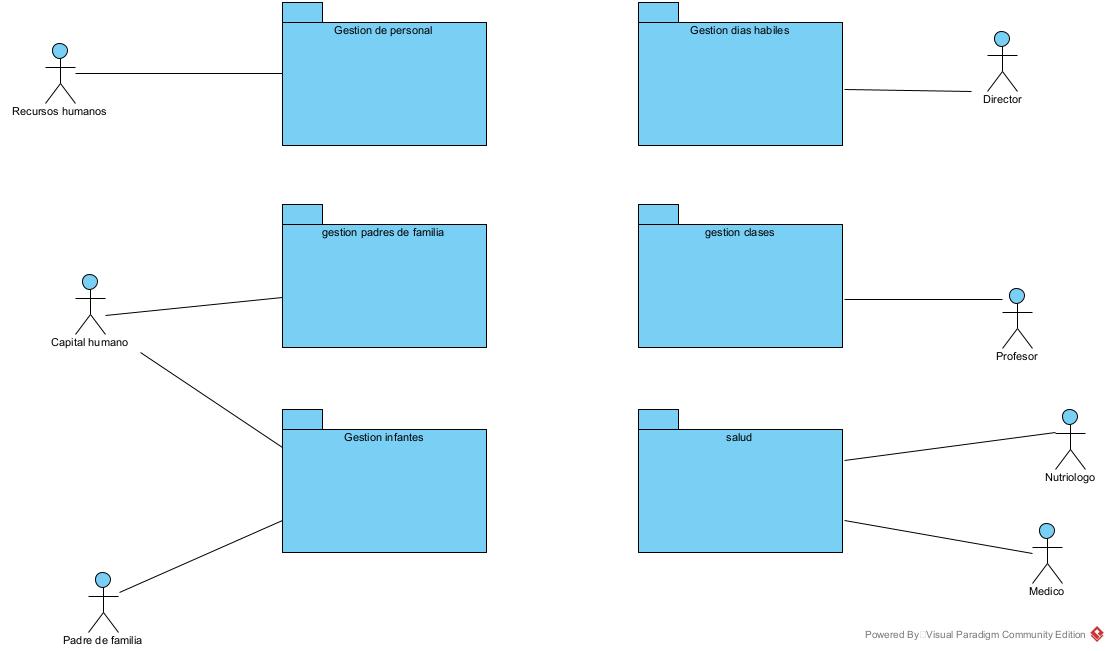 Gestion de personal
Gestion dias habiles
Recursos humanos
Director
gestion padres de familia
gestion clases
Capital humano
Profesor
Gestion infantes
salud
Nutriologo
Medico
Padre de familia
Powered By Visual Paradigm Community Edition